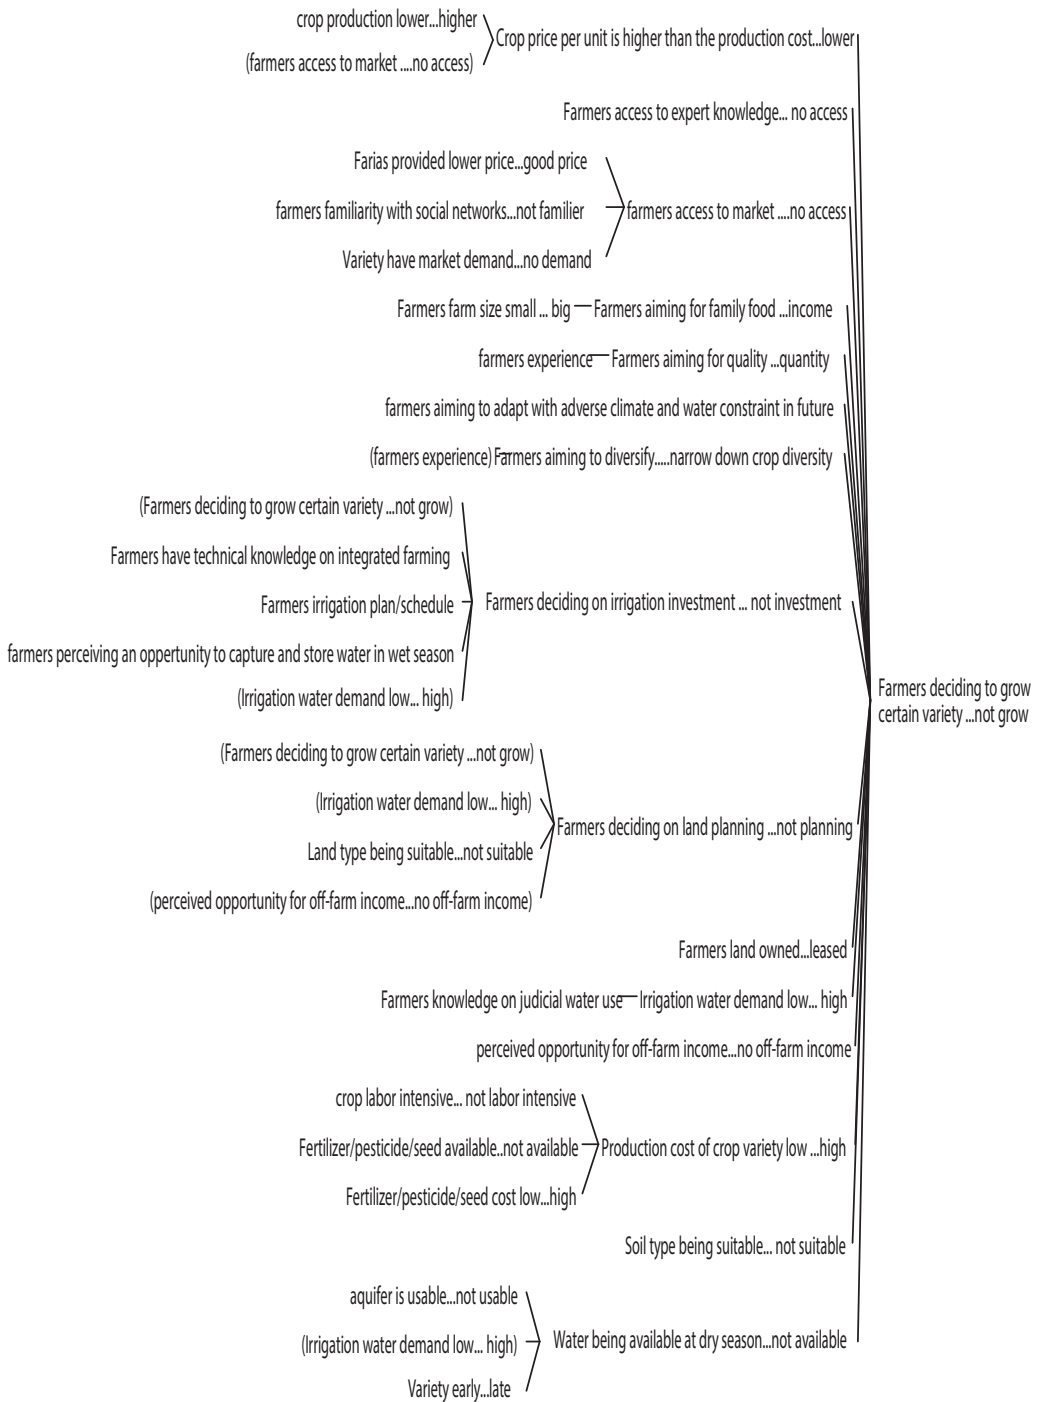 crop production lower...higher
Crop price per unit is higher than the production cost...lower
(farmers access to market ....no access)
Farmers access to expert knowledge... no access
Farias provided lower price...good price
farmers familiarity with social networks...not familier
farmers access to market ....no access
Variety have market demand...no demand
Farmers farm size small ... big
Farmers aiming for family food ...income
farmers experience
Farmers aiming for quality ...quantity
farmers aiming to adapt with adverse climate and water constraint in future
(farmers experience)
Farmers aiming to diversify.....narrow down crop diversity
(Farmers deciding to grow certain variety ...not grow)
Farmers have technical knowledge on integrated farming
Farmers irrigation plan/schedule
Farmers deciding on irrigation investment ... not investment
farmers perceiving an oppertunity to capture and store water in wet season
(Irrigation water demand low... high)
Farmers deciding to grow
certain variety ...not grow
(Farmers deciding to grow certain variety ...not grow)
(Irrigation water demand low... high)
Farmers deciding on land planning ...not planning
Land type being suitable...not suitable
(perceived opportunity for off-farm income...no off-farm income)
Farmers land owned...leased
Farmers knowledge on judicial water use
Irrigation water demand low... high
perceived opportunity for off-farm income...no off-farm income
crop labor intensive... not labor intensive
Fertilizer/pesticide/seed available..not available
Production cost of crop variety low ...high
Fertilizer/pesticide/seed cost low...high
Soil type being suitable... not suitable
aquifer is usable...not usable
(Irrigation water demand low... high)
Water being available at dry season...not available
Variety early...late